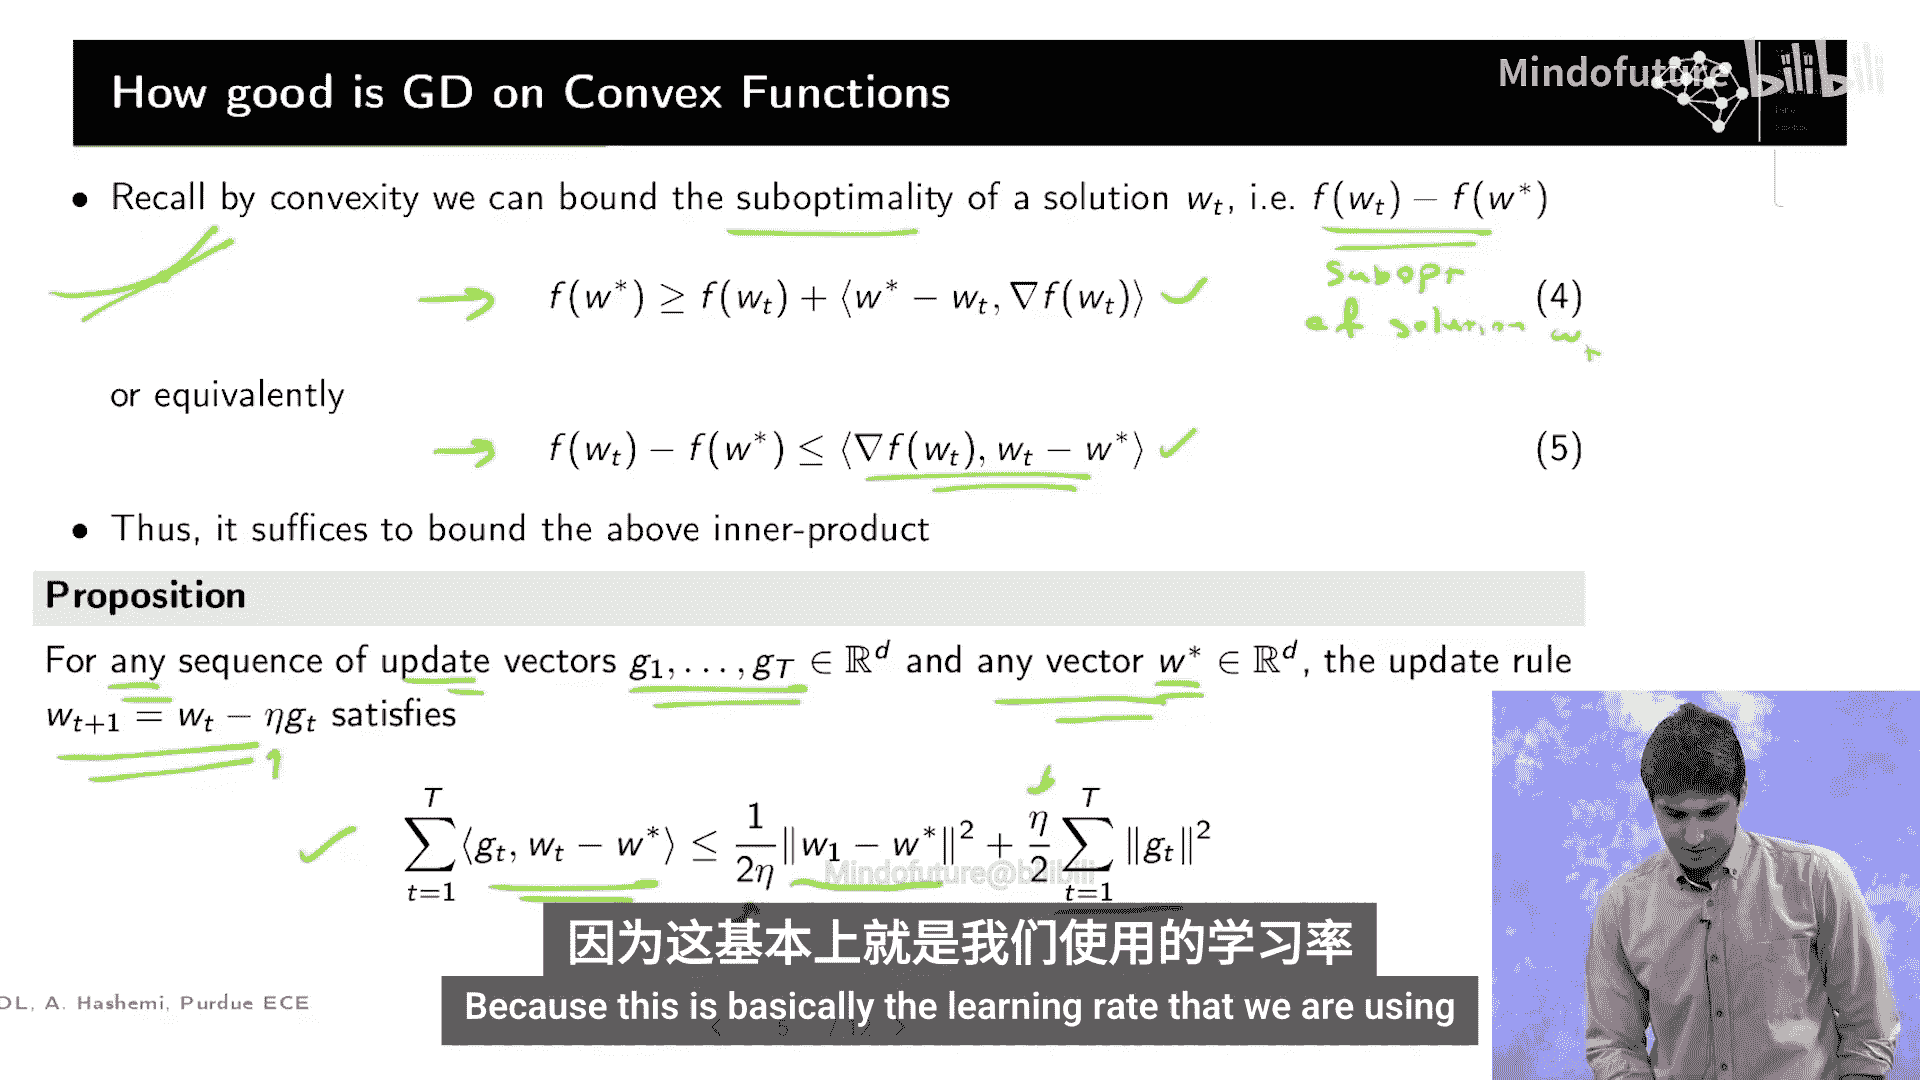 How good is GD on Convex Functions
Mindofuture
bilibili
• Recall by convexity we can bound the suboptimality of a solution w_t, i.e. f(w_t) − f(w*)
f(w*) ≥ f(w_t) + ⟨w* − w_t, ∇f(w_t)⟩ (4)
subopt
of solution w_t
or equivalently
f(w_t) − f(w*) ≤ ⟨∇f(w_t), w_t − w*⟩ (5)
• Thus, it suffices to bound the above inner-product
Proposition
For any sequence of update vectors g_1, . . . , g_T ∈ ℝ^d and any vector w* ∈ ℝ^d, the update rule
w_{t+1} = w_t − ηg_t satisfies
∑_{t=1}^{T} ⟨g_t, w_t − w*⟩ ≤ 1/(2η) ‖w_1 − w*‖² + η/2 ∑_{t=1}^{T} ‖g_t‖²
Mindofuture@bilibili
因为这基本上就是我们使用的学习率
DL, A. Hashemi, Purdue ECE
Because this is basically the learning rate that we are using
5 / 12